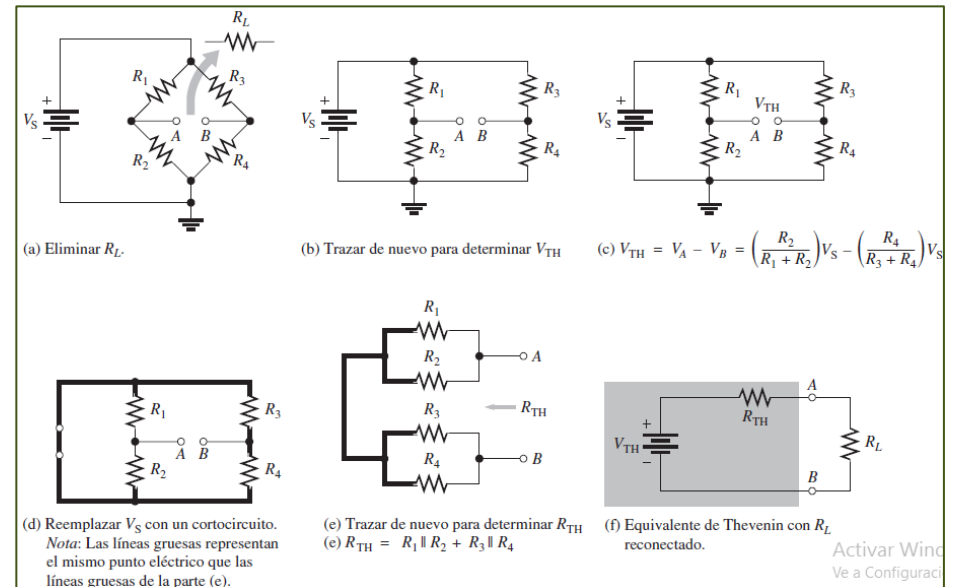 R_L
R_1
R_3
V_S
+
−
A
B
R_2
R_4
(a) Eliminar R_L.
R_1
R_3
V_S
+
−
A B
R_2
R_4
(b) Trazar de nuevo para determinar V_TH
R_1
R_3
V_TH
V_S
+
−
A B
R_2
R_4
(c) V_TH = V_A − V_B = (R_2 / R_1 + R_2)V_S − (R_4 / R_3 + R_4)V_S
R_1
R_3
A B
R_2
R_4
(d) Reemplazar V_S con un cortocircuito.
Nota: Las líneas gruesas representan
el mismo punto eléctrico que las
líneas gruesas de la parte (e).
R_1
R_2
A
R_3
R_TH
R_4
B
(e) Trazar de nuevo para determinar R_TH
(e) R_TH = R_1 || R_2 + R_3 || R_4
A
R_TH
+
V_TH
−
R_L
B
(f) Equivalente de Thevenin con R_L
reconectado.
Activar Wind
Ve a Configuraci